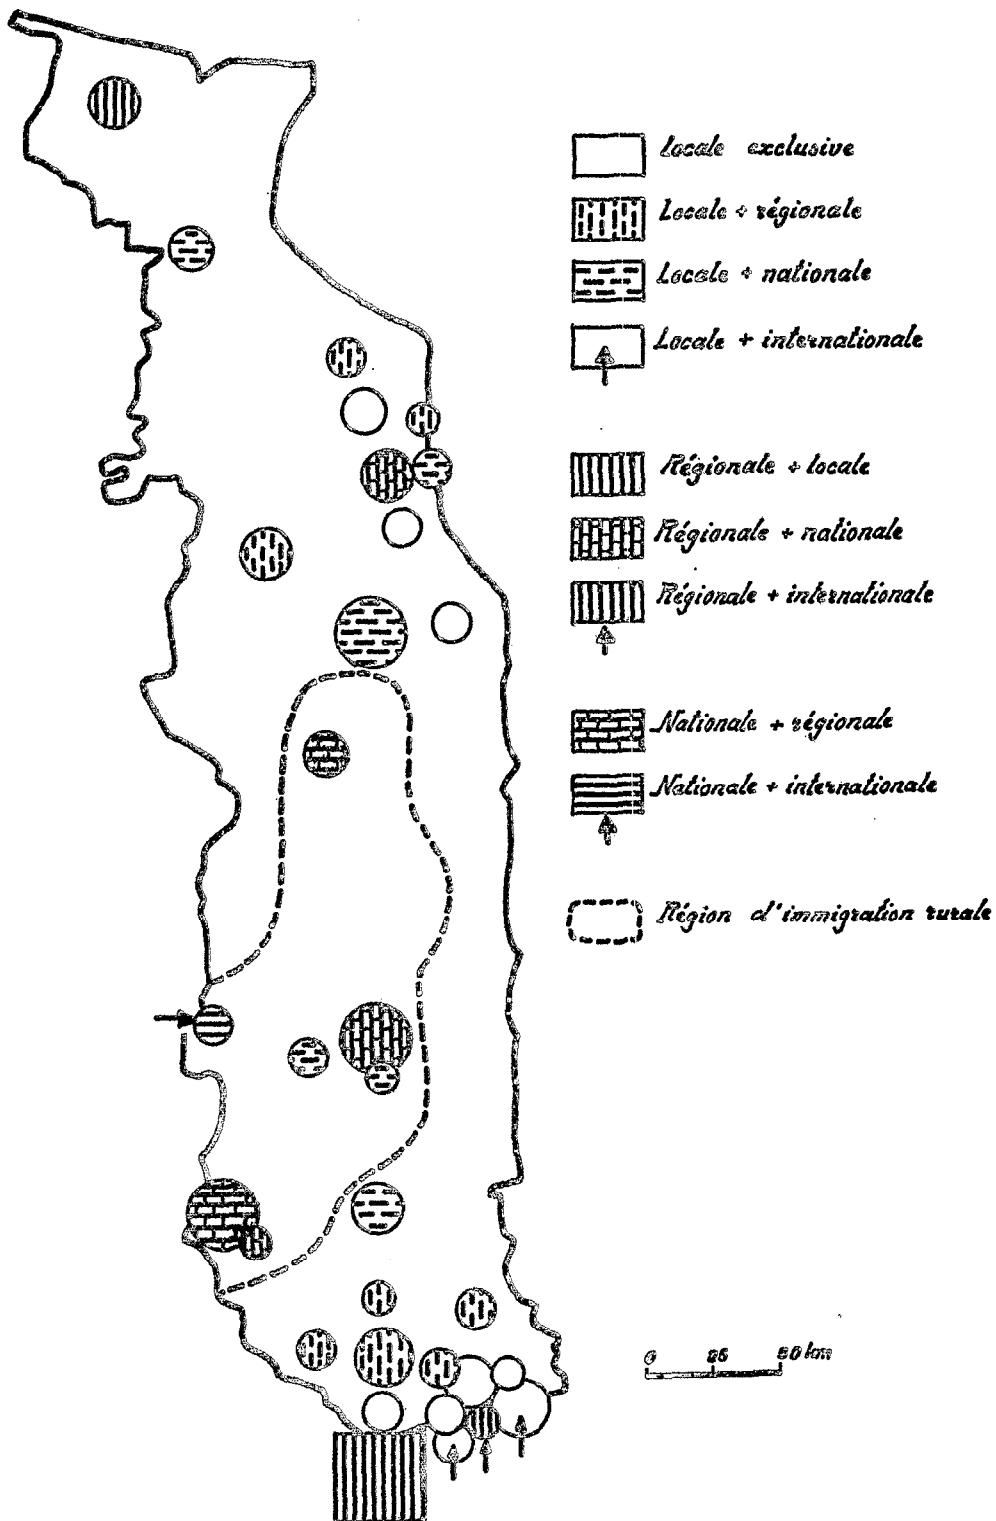 Locale exclusive
Locale + régionale
Locale + nationale
Locale + internationale
Régionale + locale
Régionale + nationale
Régionale + internationale
Nationale + régionale
Nationale + internationale
Région d'immigration rurale
0 25 50 km